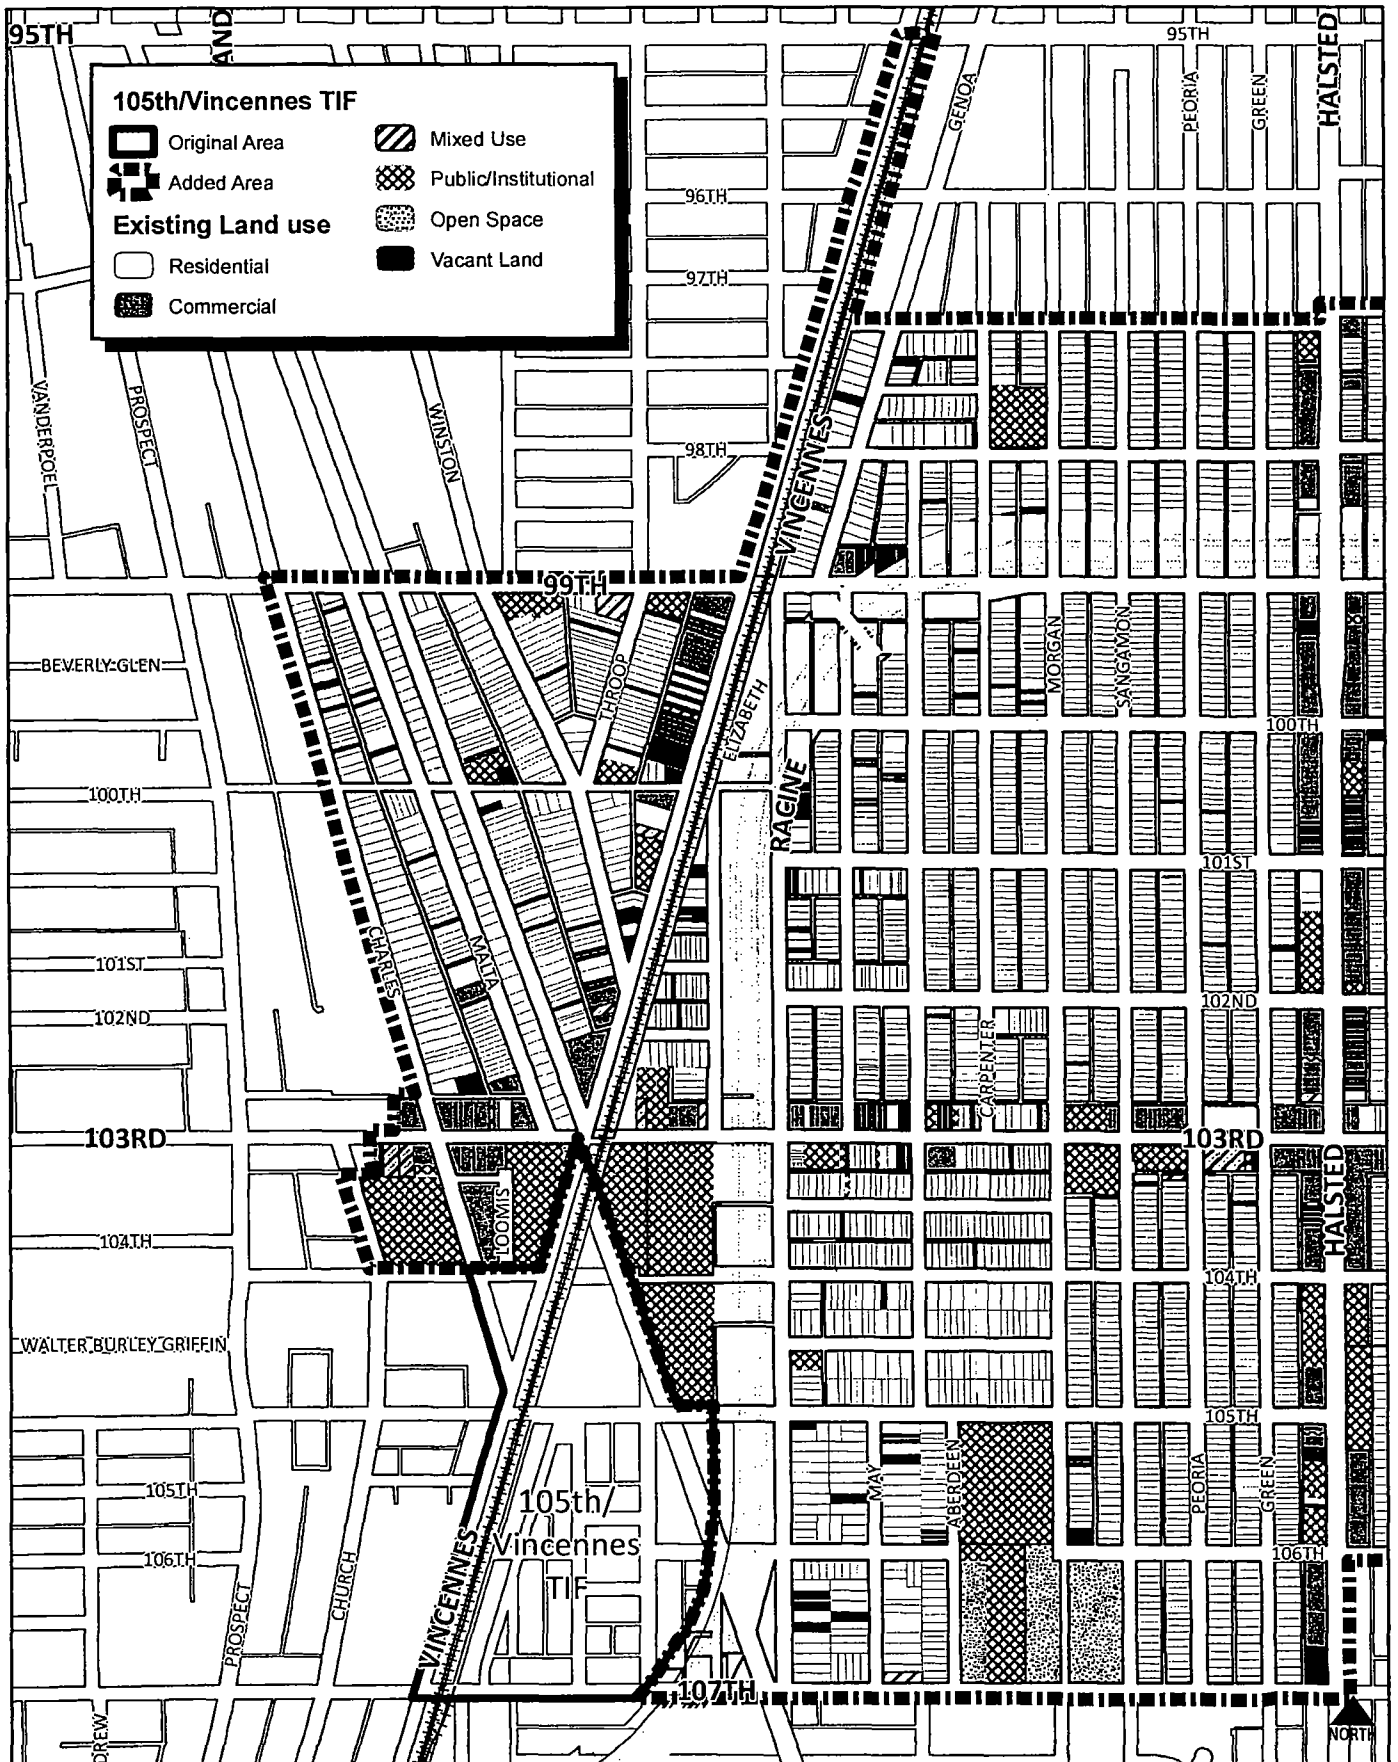 95TH
AND
95TH
HALSTED
GENOA
PEORIA
GREEN
105th/Vincennes TIF
Original Area
Added Area
Existing Land use
Residential
Commercial
Mixed Use
Public/Institutional
Open Space
Vacant Land
96TH
97TH
VANDERPOEL
PROSPECT
WINSTON
98TH
VINCENNES
99TH
BEVERLY GLEN
THROOP
ELIZABETH
MORGAN
SANGAMON
100TH
100TH
RACINE
101ST
CHARLES
MALTA
101ST
102ND
102ND
CARPENTER
103RD
103RD
LOOMIS
HALSTED
104TH
104TH
WALTER BURLEY GRIFFIN
105TH
105TH
MAY
ABERDEEN
PEORIA
GREEN
105th/
Vincennes
TIF
106TH
106TH
PROSPECT
CHURCH
VINCENNES
107TH
DREW
NORTH